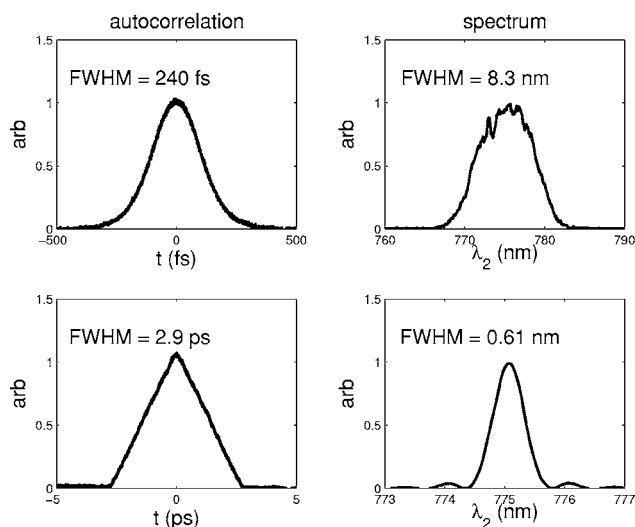 autocorrelation
spectrum
1.5
FWHM = 240 fs
1
arb
0.5
0
-500
0
500
t (fs)
1.5
FWHM = 8.3 nm
1
arb
0.5
0
760
770
780
790
λ2 (nm)
1.5
FWHM = 2.9 ps
1
arb
0.5
0
-5
0
5
t (ps)
1.5
FWHM = 0.61 nm
1
arb
0.5
0
773
774
775
776
777
λ2 (nm)